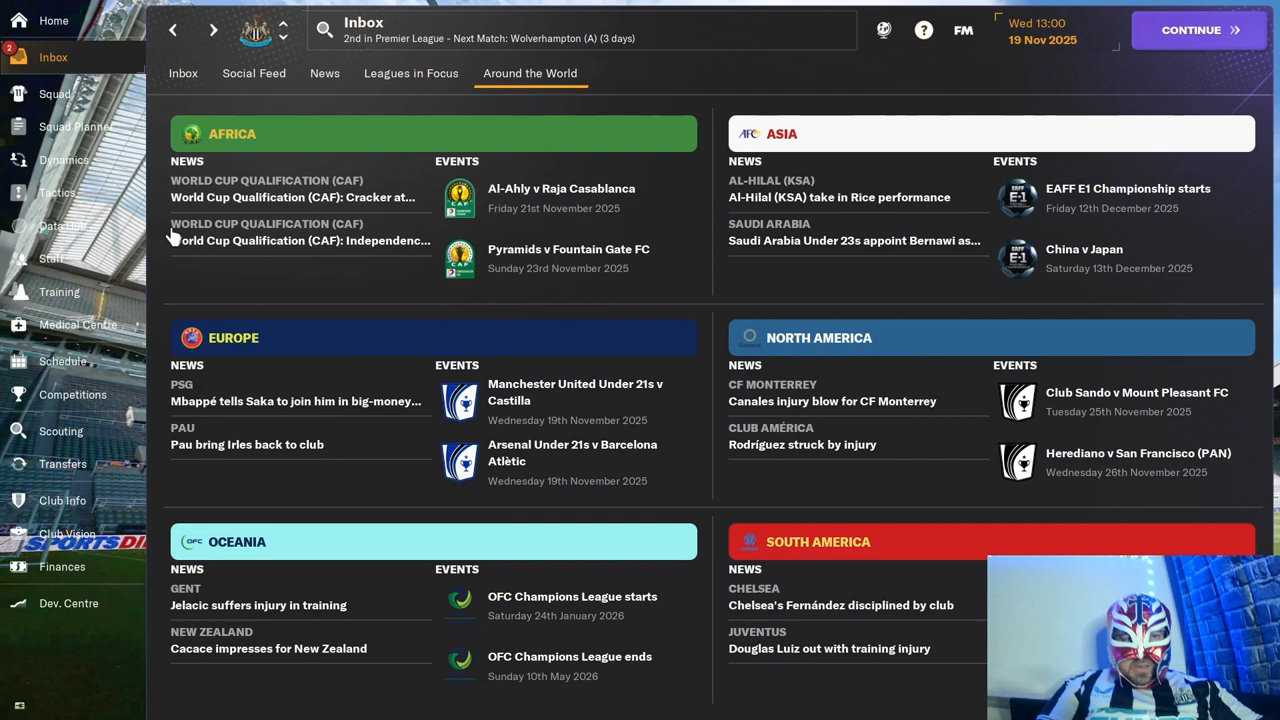 Home
2
Inbox
Squad
Squad Planner
Dynamics
Tactics
Data Hub
Staff
Training
Medical Centre
Schedule
Competitions
Scouting
Transfers
Club Info
Club Vision
SPORTS DI
Finances
Dev. Centre
Inbox
2nd in Premier League - Next Match: Wolverhampton (A) (3 days)
?
FM
Wed 13:00
19 Nov 2025
CONTINUE
Inbox
Social Feed
News
Leagues in Focus
Around the World
AFRICA
NEWS
WORLD CUP QUALIFICATION (CAF)
World Cup Qualification (CAF): Cracker at...
WORLD CUP QUALIFICATION (CAF)
World Cup Qualification (CAF): Independenc...
EVENTS
Al-Ahly v Raja Casablanca
Friday 21st November 2025
Pyramids v Fountain Gate FC
Sunday 23rd November 2025
AFC
ASIA
NEWS
AL-HILAL (KSA)
Al-Hilal (KSA) take in Rice performance
SAUDI ARABIA
Saudi Arabia Under 23s appoint Bernawi as...
EVENTS
EAFF E1 Championship starts
Friday 12th December 2025
China v Japan
Saturday 13th December 2025
EUROPE
NEWS
PSG
Mbappé tells Saka to join him in big-money...
PAU
Pau bring Irles back to club
EVENTS
Manchester United Under 21s v
Castilla
Wednesday 19th November 2025
Arsenal Under 21s v Barcelona
Atlètic
Wednesday 19th November 2025
NORTH AMERICA
NEWS
CF MONTERREY
Canales injury blow for CF Monterrey
CLUB AMÉRICA
Rodríguez struck by injury
EVENTS
Club Sando v Mount Pleasant FC
Tuesday 25th November 2025
Herediano v San Francisco (PAN)
Wednesday 26th November 2025
OFC
OCEANIA
NEWS
GENT
Jelacic suffers injury in training
NEW ZEALAND
Cacace impresses for New Zealand
EVENTS
OFC Champions League starts
Saturday 24th January 2026
OFC Champions League ends
Sunday 10th May 2026
SOUTH AMERICA
NEWS
CHELSEA
Chelsea's Fernández disciplined by club
JUVENTUS
Douglas Luiz out with training injury